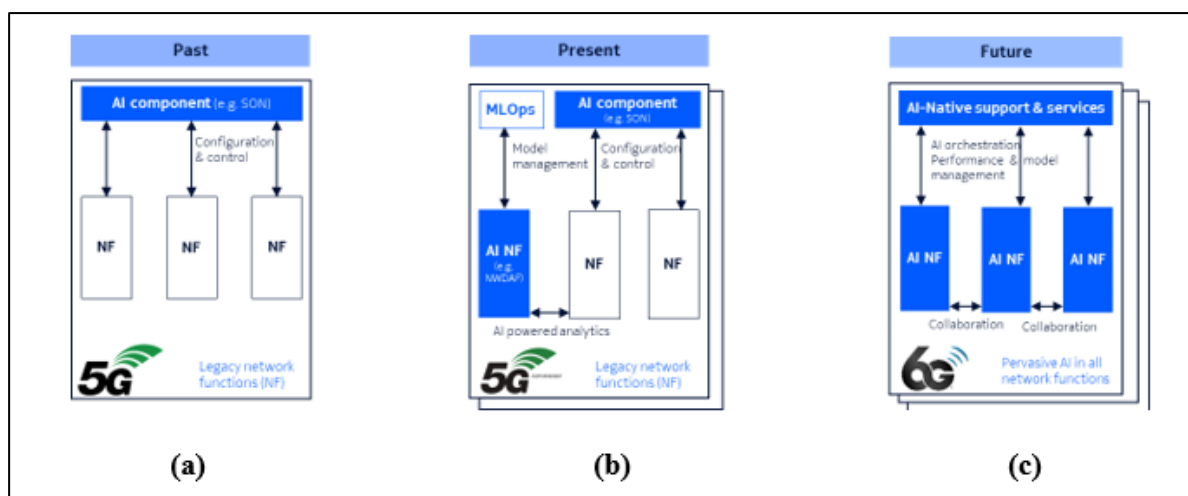 Past
AI component (e.g. SON)
Configuration
& control
NF
NF
NF
5G
Legacy network
functions (NF)
(a)
Present
MLOps
AI component
(e.g. SON)
Model
management
Configuration
& control
AI NF
(e.g.
NWDAF)
NF
NF
AI powered analytics
5G
Legacy network
functions (NF)
(b)
Future
AI-Native support & services
AI orchestration
Performance & model
management
AI NF
AI NF
AI NF
Collaboration
Collaboration
6G
Pervasive AI in all
network functions
(c)